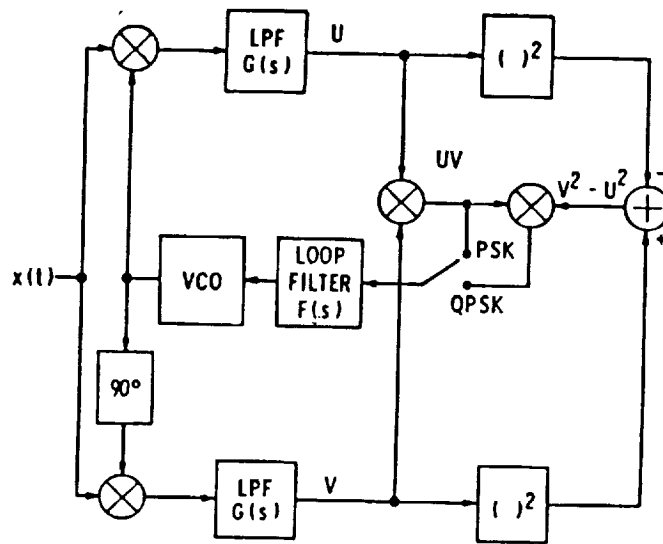 LPF
G(s)
U
( )²
UV
V² - U²
−
+
+
x(t)
VCO
LOOP
FILTER
F(s)
PSK
QPSK
90°
LPF
G(s)
V
( )²